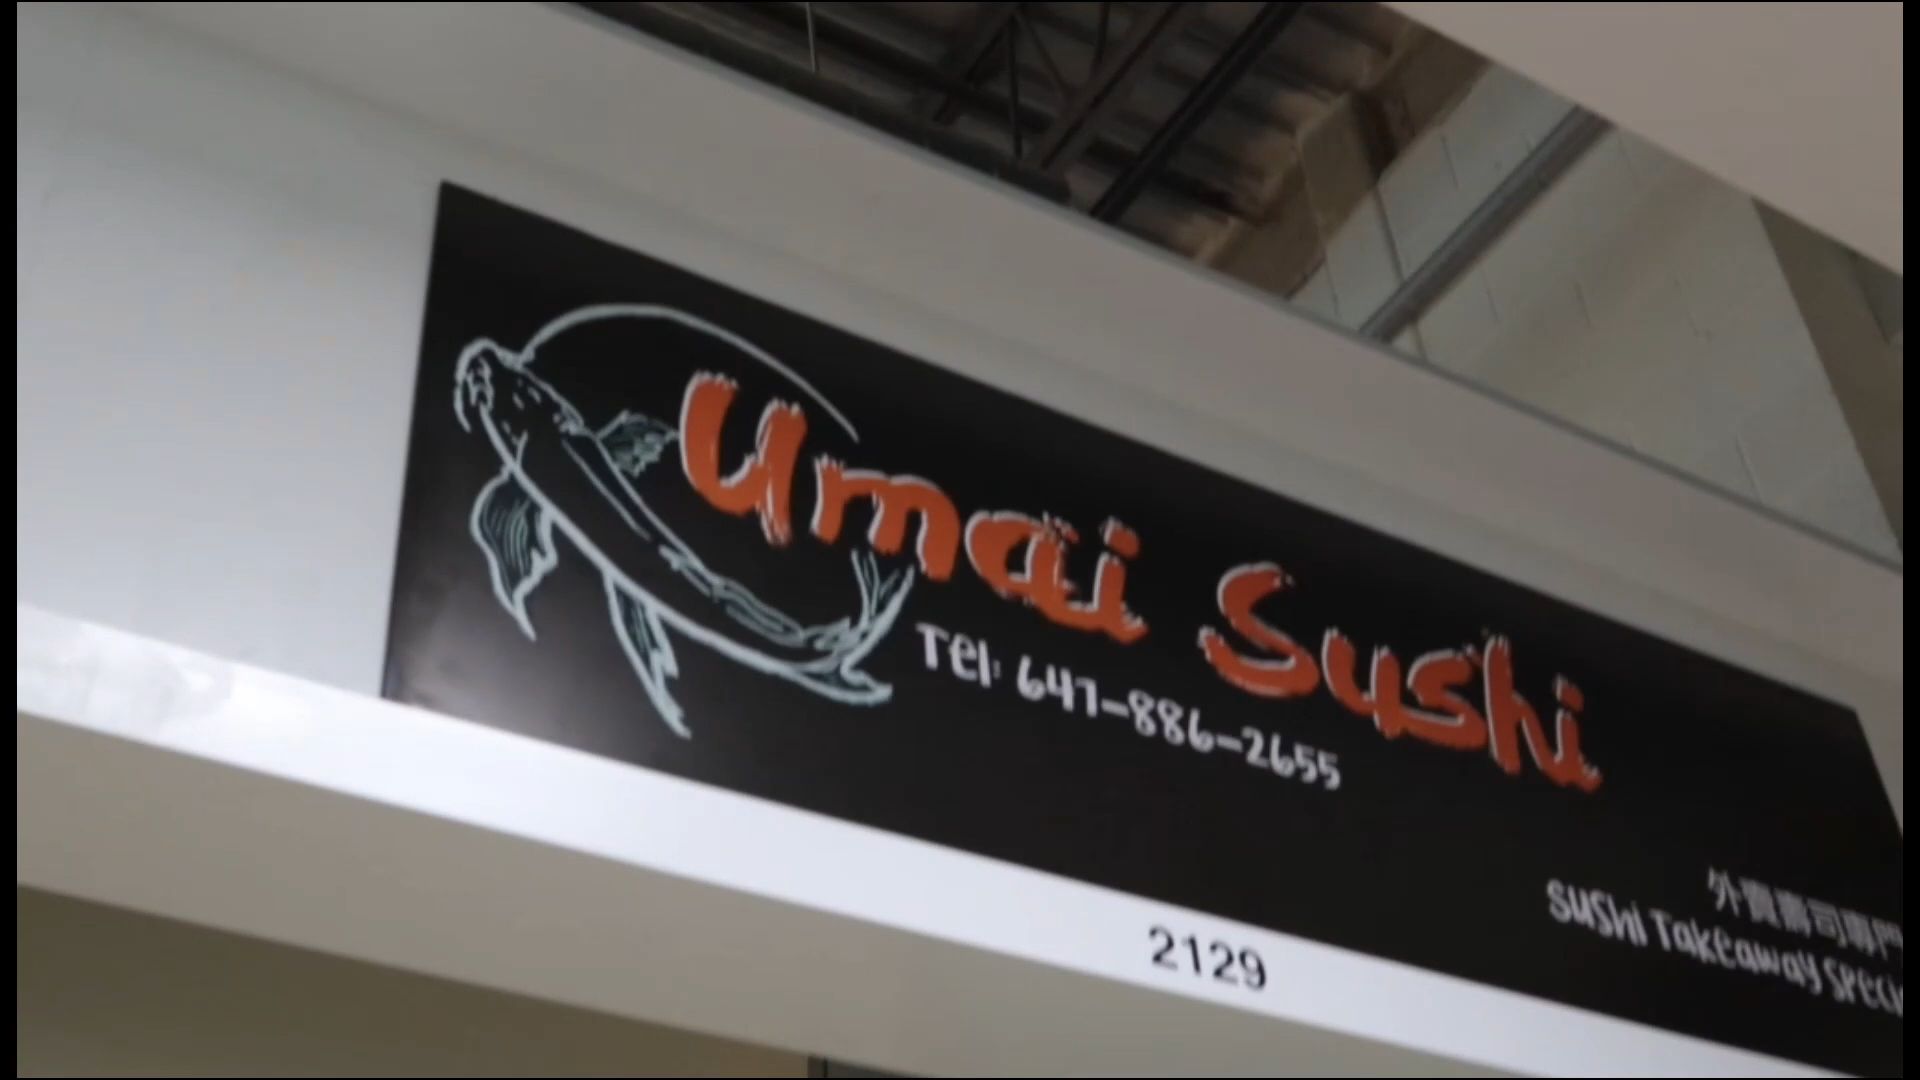 Umai Sushi
Tel: 647-886-2655
外賣壽司專門
Sushi Takeaway
2129